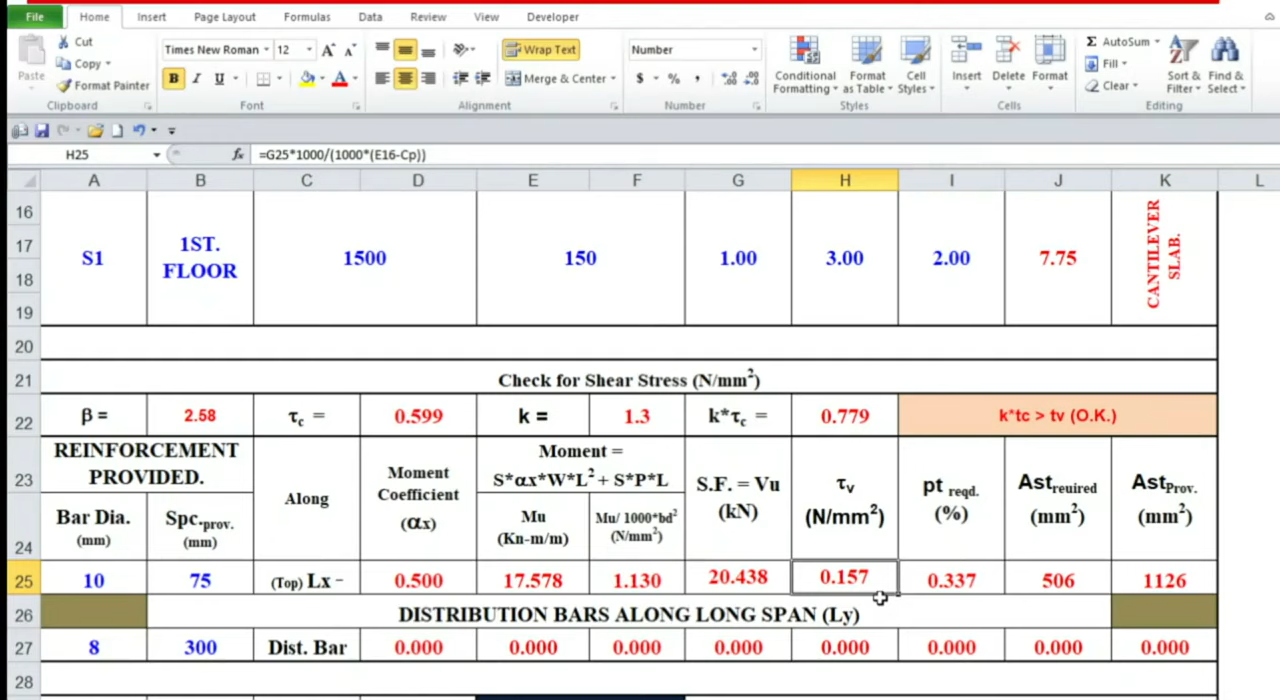 File Home Insert Page Layout Formulas Data Review View Developer
Cut
Copy
Format Painter
Paste
Times New Roman 12
B I U
Wrap Text
Merge & Center
Number
$ % ,
Conditional Formatting
Format as Table
Cell Styles
Insert Delete Format
Σ AutoSum
Fill
Clear
Sort & Filter
Find & Select
Clipboard Font Alignment Number Styles Cells Editing
H25 fx =G25*1000/(1000*(E16-Cp))
A B C D E F G H I J K L
16
17
18
19
S1 1ST. FLOOR 1500 150 1.00 3.00 2.00 7.75 CANTILEVER SLAB.
20
21 Check for Shear Stress (N/mm²)
22 β = 2.58 τc = 0.599 k = 1.3 k*τc = 0.779 k*tc > tv (O.K.)
23 REINFORCEMENT PROVIDED.
Along
Moment Coefficient (αx)
Moment = S*αx*W*L² + S*P*L
S.F. = Vu (kN)
τv (N/mm²)
pt reqd. (%)
Astreuired (mm²)
AstProv. (mm²)
24 Bar Dia. (mm)
Spc.prov. (mm)
Mu (Kn-m/m)
Mu/ 1000*bd² (N/mm²)
25 10 75 (Top) Lx - 0.500 17.578 1.130 20.438 0.157 0.337 506 1126
26 DISTRIBUTION BARS ALONG LONG SPAN (Ly)
27 8 300 Dist. Bar 0.000 0.000 0.000 0.000 0.000 0.000 0.000 0.000
28